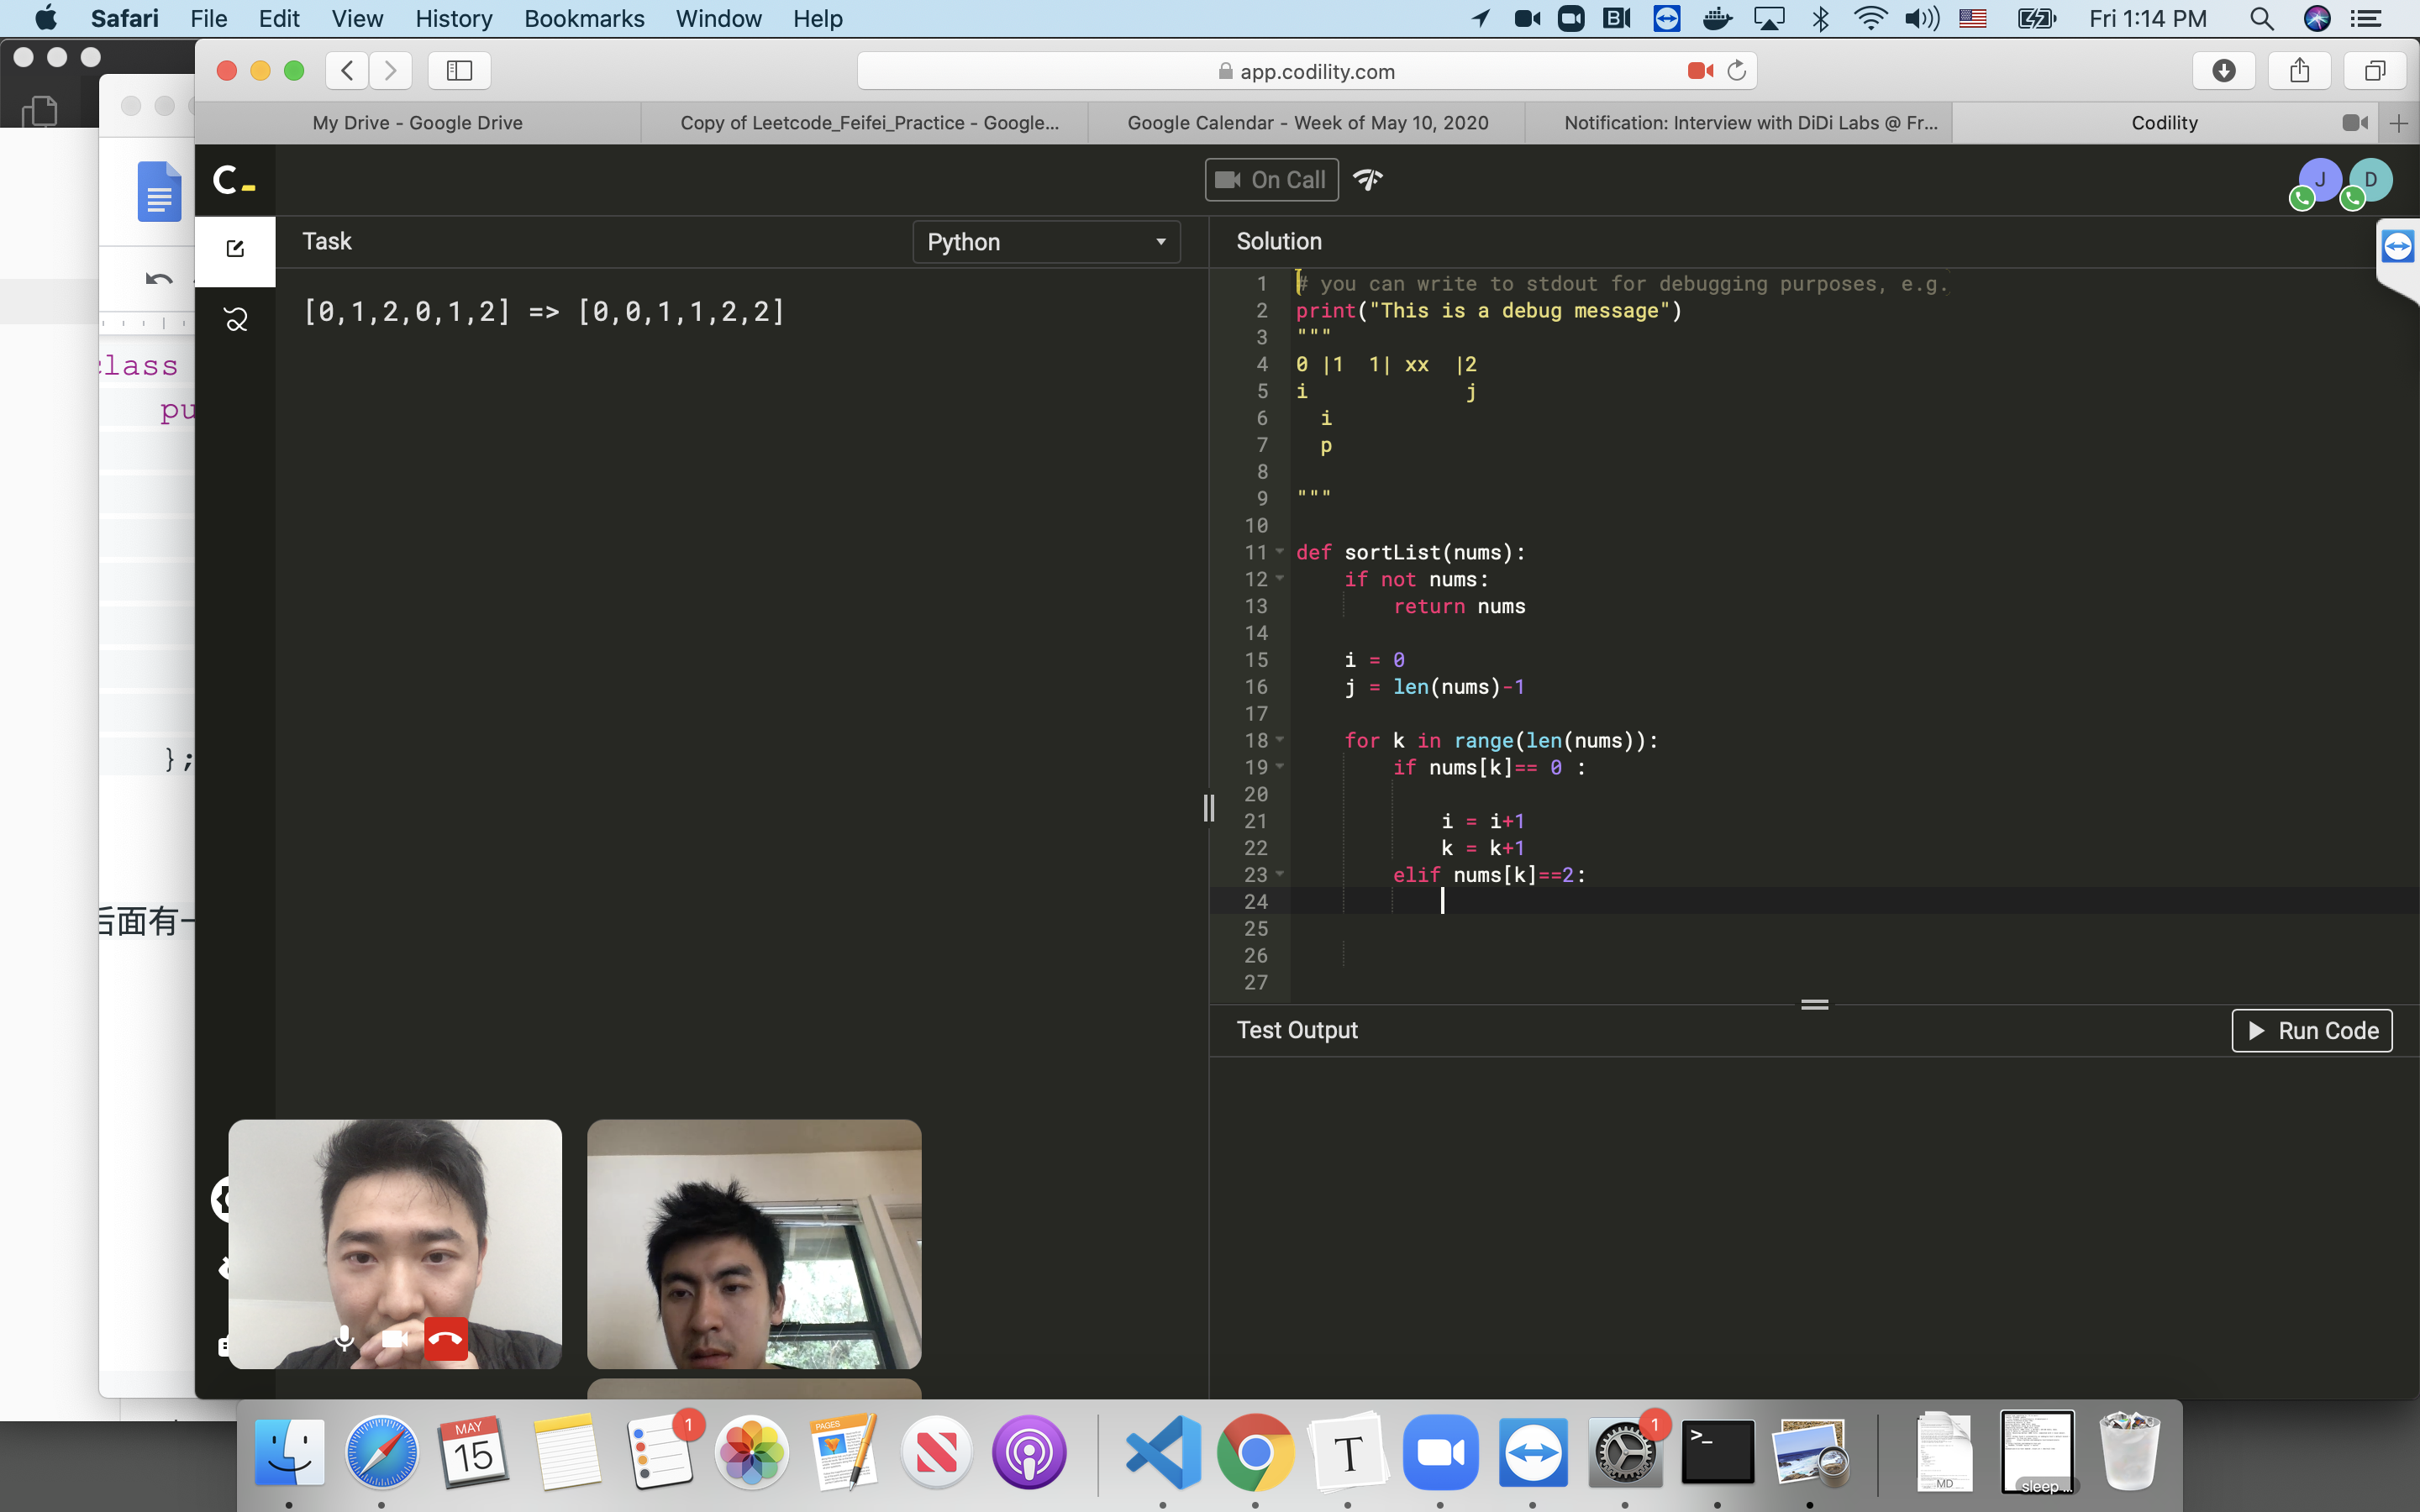 Safari File Edit View History Bookmarks Window Help Fri 1:14 PM
app.codility.com
My Drive - Google Drive
Copy of Leetcode_Feifei_Practice - Google...
Google Calendar - Week of May 10, 2020
Notification: Interview with DiDi Labs @ Fr...
Codility
C_
On Call
J
D
Task
Python
Solution
[0,1,2,0,1,2] => [0,0,1,1,2,2]
class
pu
};
后面有一
1 # you can write to stdout for debugging purposes, e.g.
2 print("This is a debug message")
3 """
4 0 |1  1| xx  |2
5 i             j
6   i
7   p
8
9 """
10
11 def sortList(nums):
12     if not nums:
13         return nums
14
15     i = 0
16     j = len(nums)-1
17
18     for k in range(len(nums)):
19         if nums[k]== 0 :
20
21             i = i+1
22             k = k+1
23         elif nums[k]==2:
24
25
26
27
Test Output
Run Code
MAY
15
1
PAGES
T
1
>_
MD
sleep ...